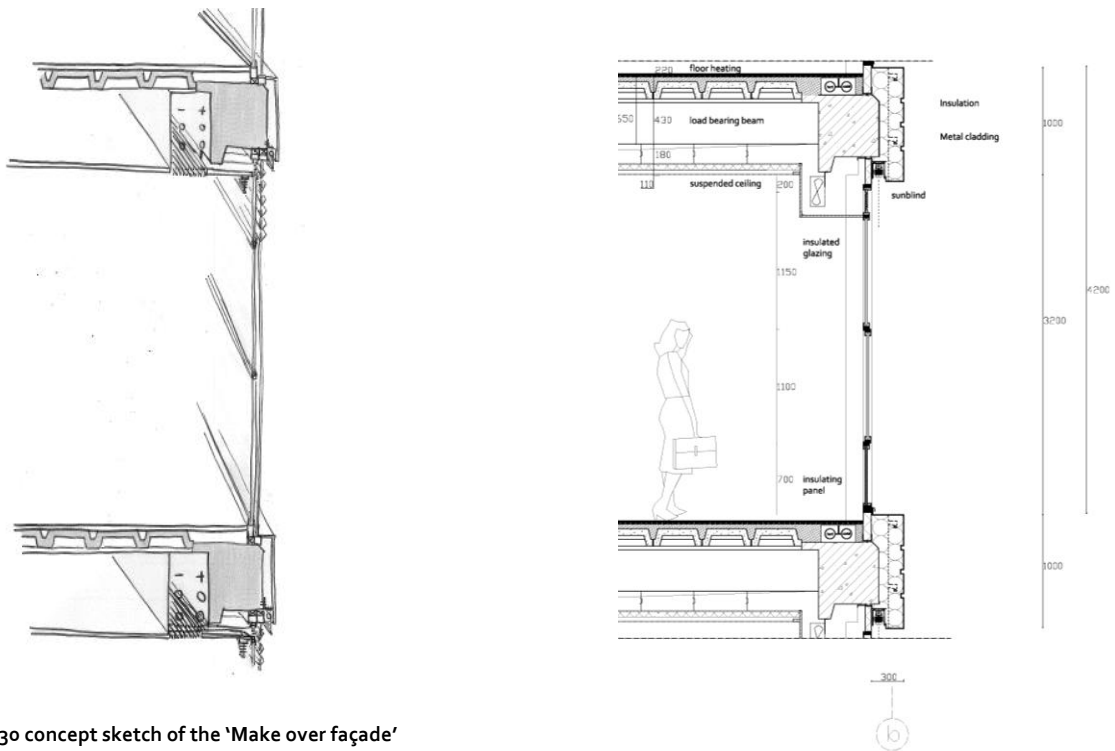 220
floor heating
550
430
load bearing beam
180
110
suspended ceiling
200
Insulation
Metal cladding
sunblind
insulated
glazing
1150
1100
700
insulating
panel
1000
3200
4200
1000
300
b
30 concept sketch of the 'Make over façade'